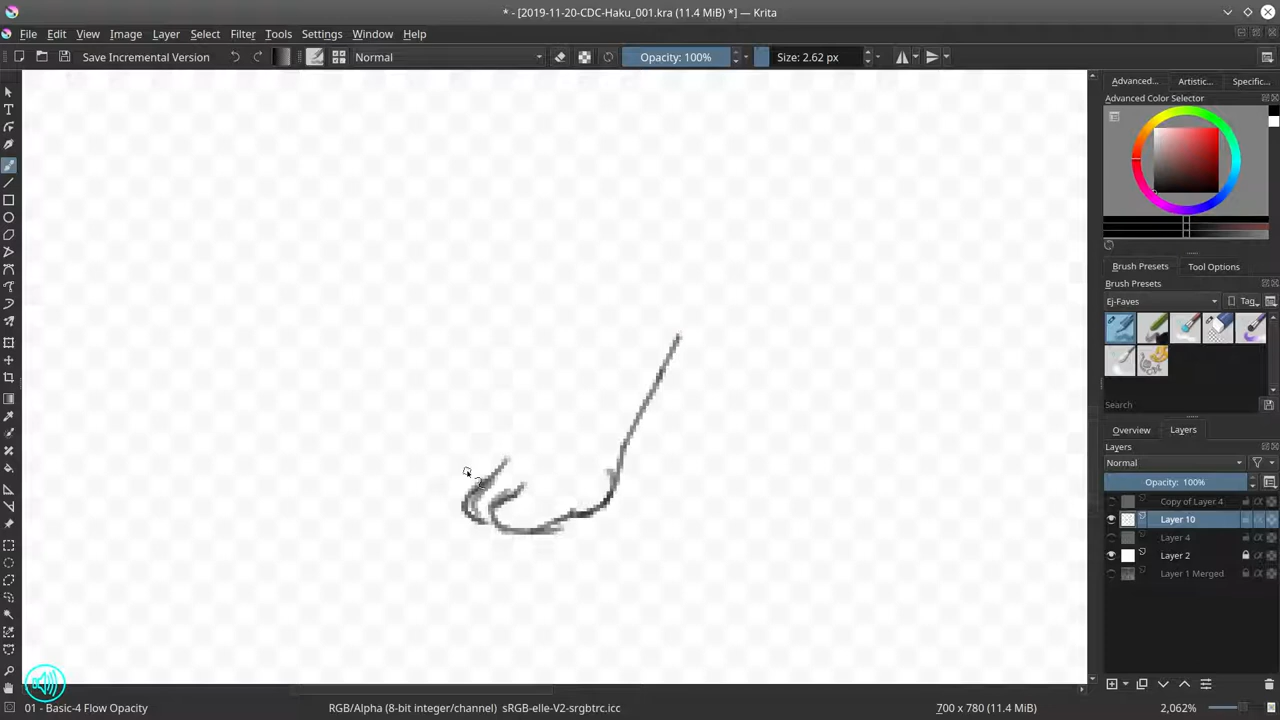 * - [2019-11-20-CDC-Haku_001.kra (11.4 MiB) *] — Krita
File Edit View Image Layer Select Filter Tools Settings Window Help
Save Incremental Version Normal Opacity: 100% Size: 2.62 px
Advanced... Artistic... Specific...
Advanced Color Selector
Brush Presets Tool Options
Brush Presets
Ej-Faves Tag
Search
Overview Layers
Layers
Normal
Opacity: 100%
Copy of Layer 4
Layer 10
Layer 4
Layer 2
Layer 1 Merged
01 - Basic-4 Flow Opacity RGB/Alpha (8-bit integer/channel) sRGB-elle-V2-srgbtrc.icc 700 x 780 (11.4 MiB) 2,062%